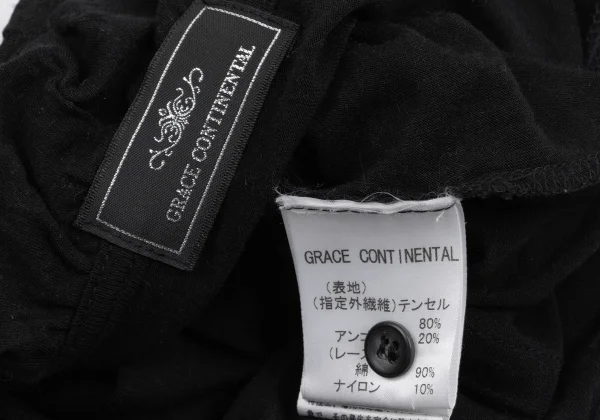 GRACE CONTINENTAL
GRACE CONTINENTAL
(表地)
(指定外繊維)テンセル
80%
アンゴ 20%
(レー
綿 90%
ナイロン 10%